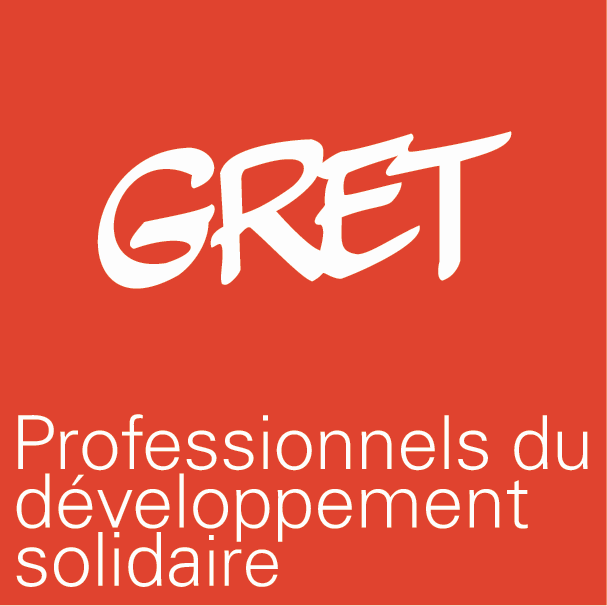 GRET
Professionnels du
développement
solidaire